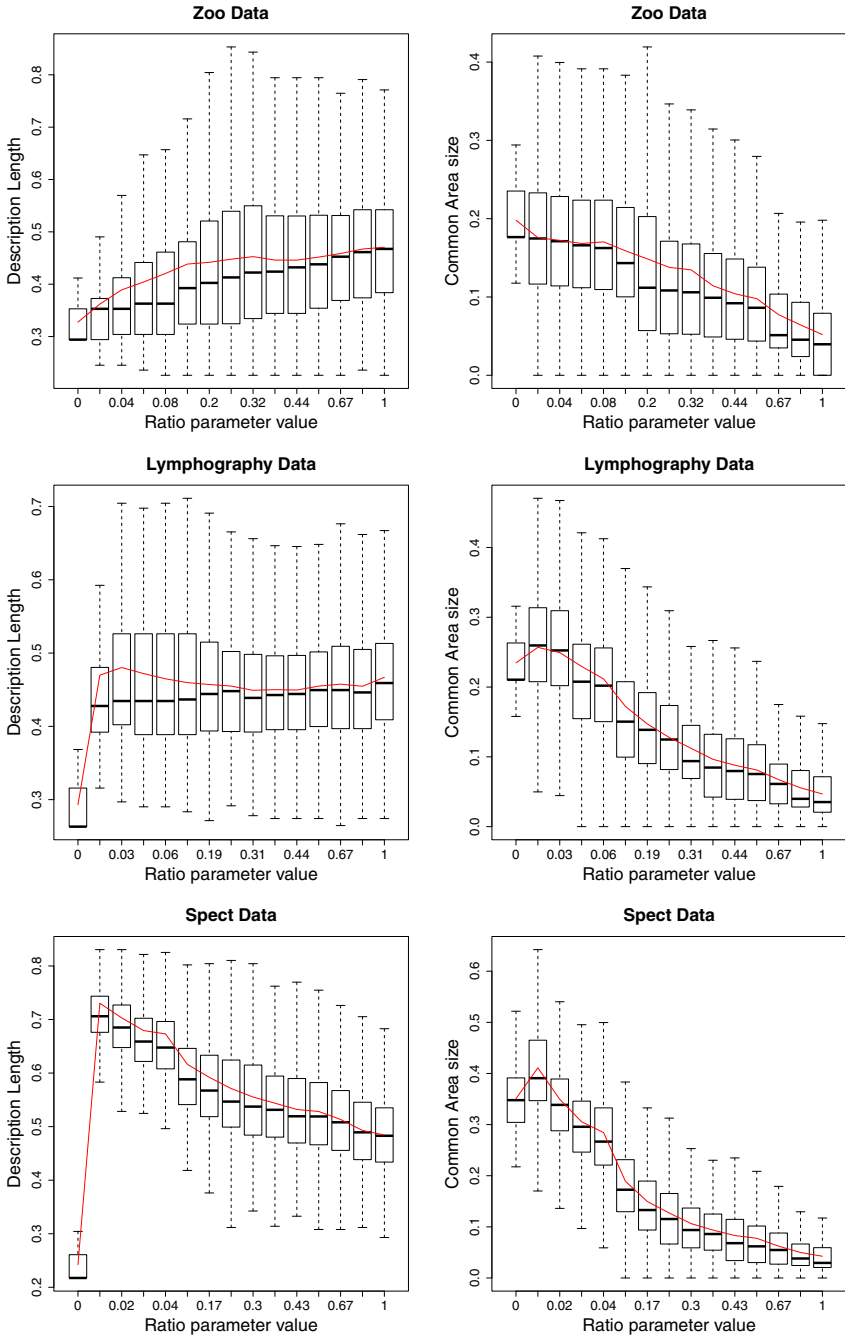 Zoo Data
Description Length
0.8
0.7
0.6
0.5
0.4
0.3
0 0.04 0.08 0.2 0.32 0.44 0.67 1
Ratio parameter value
Zoo Data
Common Area size
0.4
0.3
0.2
0.1
0.0
0 0.04 0.08 0.2 0.32 0.44 0.67 1
Ratio parameter value
Lymphography Data
Description Length
0.7
0.6
0.5
0.4
0.3
0 0.03 0.06 0.19 0.31 0.44 0.67 1
Ratio parameter value
Lymphography Data
Common Area size
0.4
0.3
0.2
0.1
0.0
0 0.03 0.06 0.19 0.31 0.44 0.67 1
Ratio parameter value
Spect Data
Description Length
0.8
0.7
0.6
0.5
0.4
0.3
0.2
0 0.02 0.04 0.17 0.3 0.43 0.67 1
Ratio parameter value
Spect Data
Common Area size
0.6
0.5
0.4
0.3
0.2
0.1
0.0
0 0.02 0.04 0.17 0.3 0.43 0.67 1
Ratio parameter value